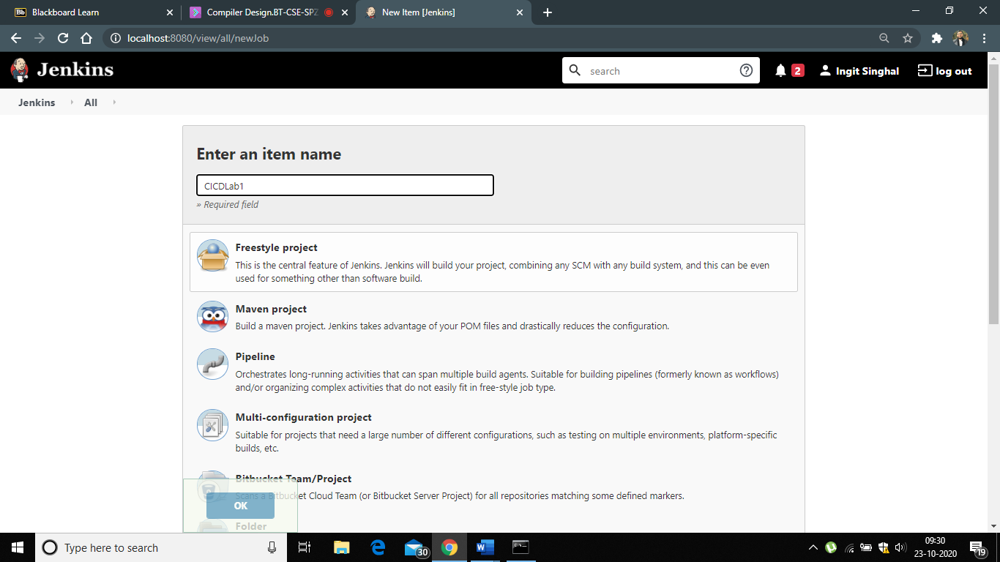 Bb Blackboard Learn
Compiler Design.BT-CSE-SPZ
New Item [Jenkins]
localhost:8080/view/all/newJob
Jenkins
search
2
Ingit Singhal
log out
Jenkins
All
Enter an item name
CICDLab1
» Required field
Freestyle project
This is the central feature of Jenkins. Jenkins will build your project, combining any SCM with any build system, and this can be even
used for something other than software build.
Maven project
Build a maven project. Jenkins takes advantage of your POM files and drastically reduces the configuration.
Pipeline
Orchestrates long-running activities that can span multiple build agents. Suitable for building pipelines (formerly known as workflows)
and/or organizing complex activities that do not easily fit in free-style job type.
Multi-configuration project
Suitable for projects that need a large number of different configurations, such as testing on multiple environments, platform-specific
builds, etc.
Bitbucket Team/Project
Scans a Bitbucket Cloud Team (or Bitbucket Server Project) for all repositories matching some defined markers.
OK
Folder
Type here to search
30
09:30
23-10-2020
19